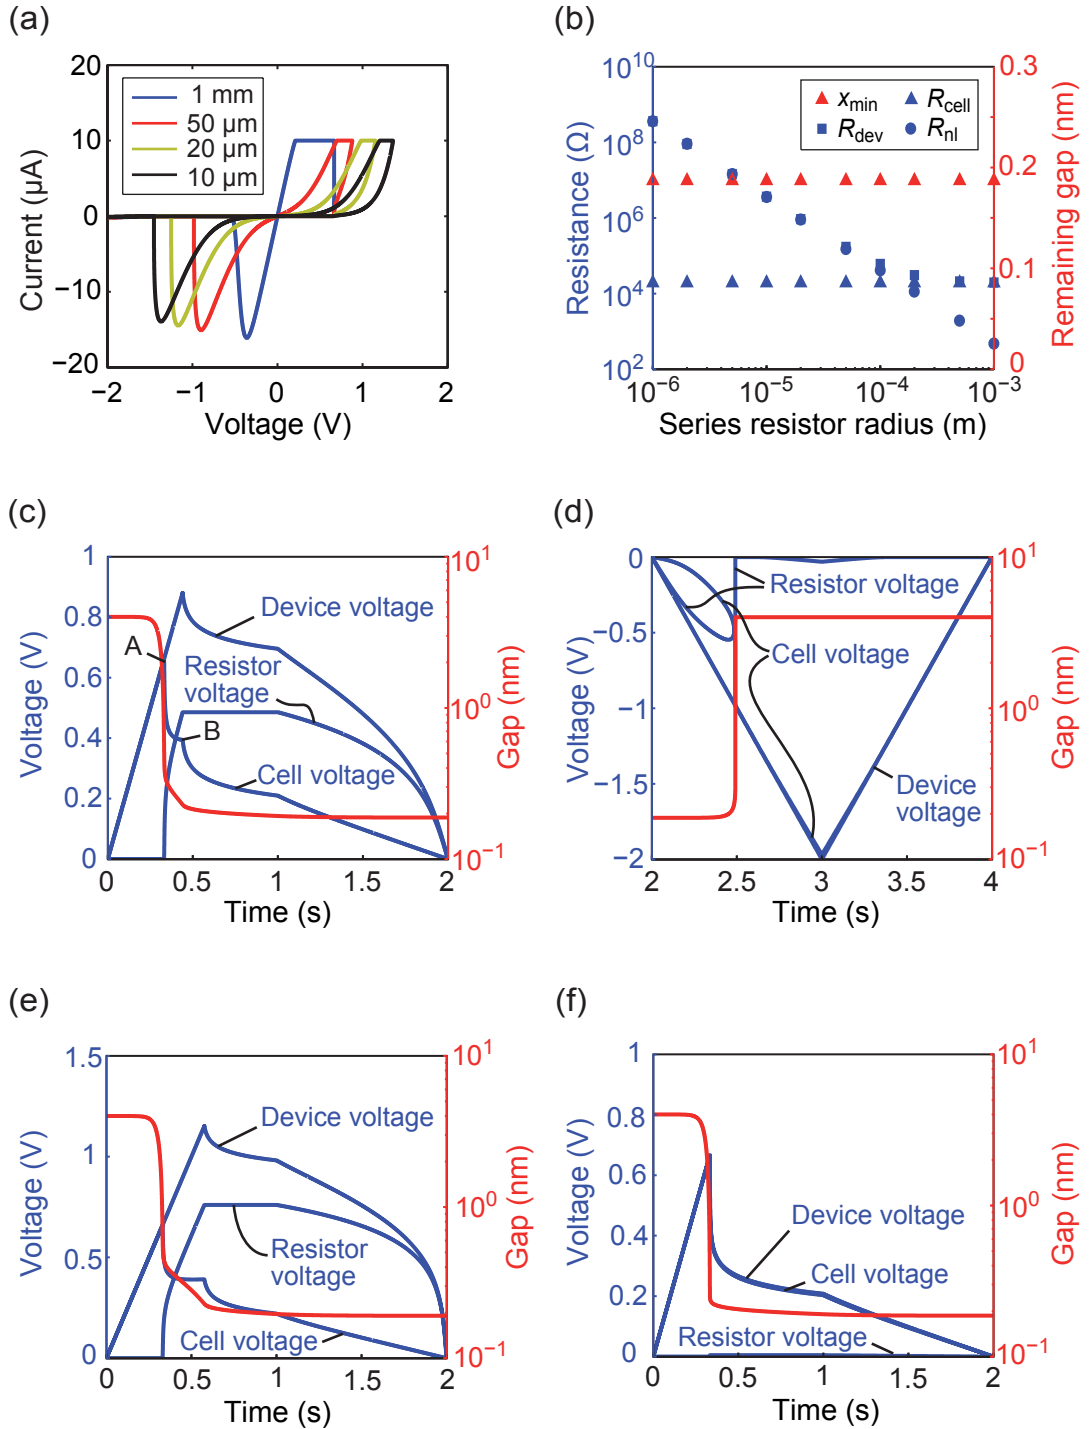 (a)
20
10
0
−10
−20
−2
−1
0
1
2
Current (µA)
Voltage (V)
1 mm
50 µm
20 µm
10 µm
(b)
10^10
10^8
10^6
10^4
10^2
Resistance (Ω)
0.3
0.2
0.1
0
Remaining gap (nm)
x_min
R_cell
R_dev
R_nl
10^−6
10^−5
10^−4
10^−3
Series resistor radius (m)
(c)
1
0.8
0.6
0.4
0.2
0
Voltage (V)
10^1
10^0
10^−1
Gap (nm)
A
B
Device voltage
Resistor
voltage
Cell voltage
0
0.5
1
1.5
2
Time (s)
(d)
0
−0.5
−1
−1.5
−2
Voltage (V)
10^1
10^0
10^−1
Gap (nm)
Resistor voltage
Cell voltage
Device
voltage
2
2.5
3
3.5
4
Time (s)
(e)
1.5
1
0.5
0
Voltage (V)
10^1
10^0
10^−1
Gap (nm)
Device voltage
Resistor
voltage
Cell voltage
0
0.5
1
1.5
2
Time (s)
(f)
1
0.8
0.6
0.4
0.2
0
Voltage (V)
10^1
10^0
10^−1
Gap (nm)
Device voltage
Cell voltage
Resistor voltage
0
0.5
1
1.5
2
Time (s)